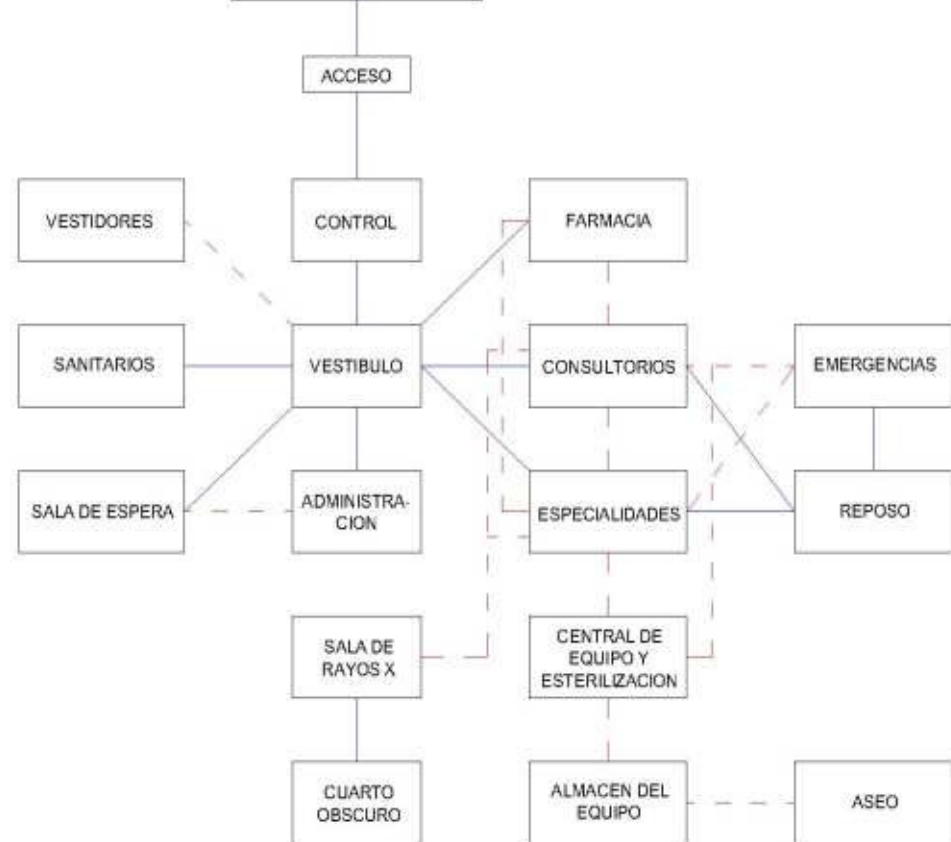 ACCESO
VESTIDORES
CONTROL
FARMACIA
SANITARIOS
VESTIBULO
CONSULTORIOS
EMERGENCIAS
SALA DE ESPERA
ADMINISTRA-
CION
ESPECIALIDADES
REPOSO
SALA DE
RAYOS X
CENTRAL DE
EQUIPO Y
ESTERILIZACION
CUARTO
OBSCURO
ALMACEN DEL
EQUIPO
ASEO